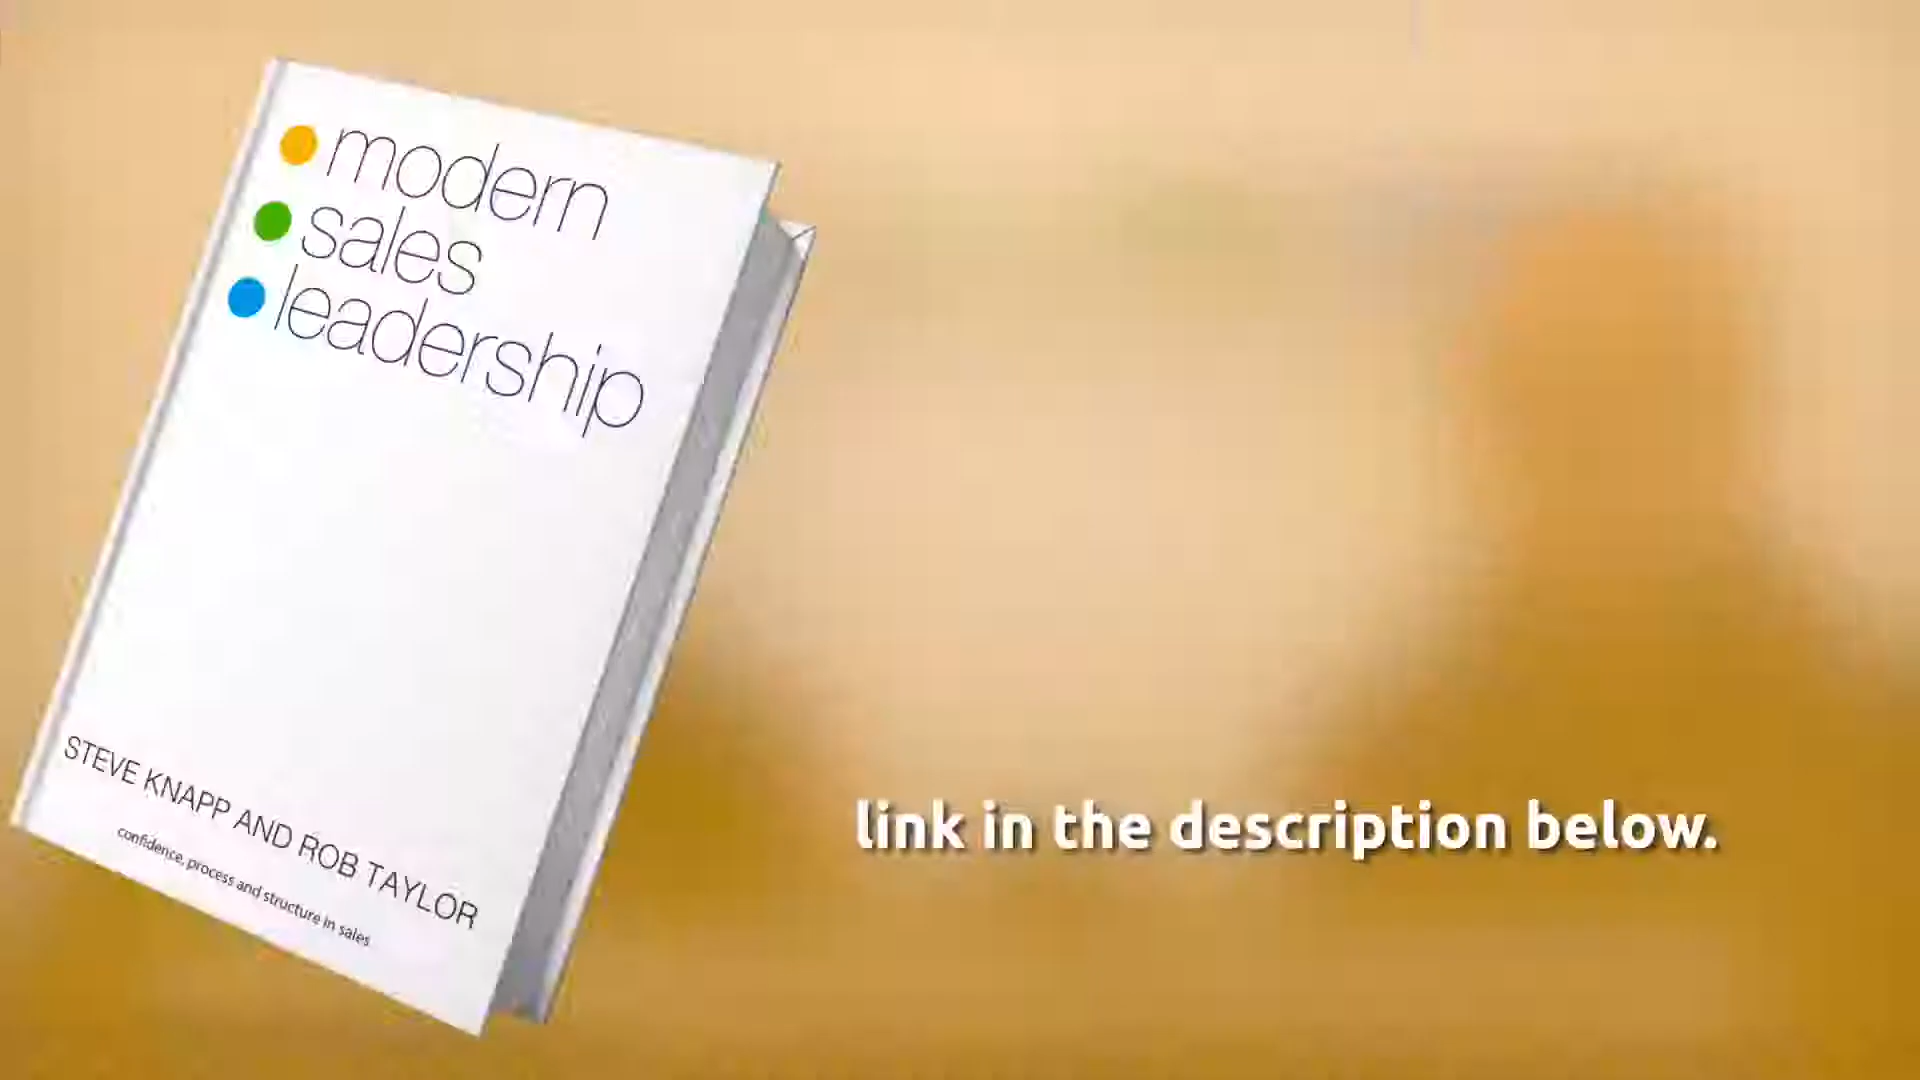 modern
sales
leadership
STEVE KNAPP AND ROB TAYLOR
confidence, process and structure in sales
link in the description below.